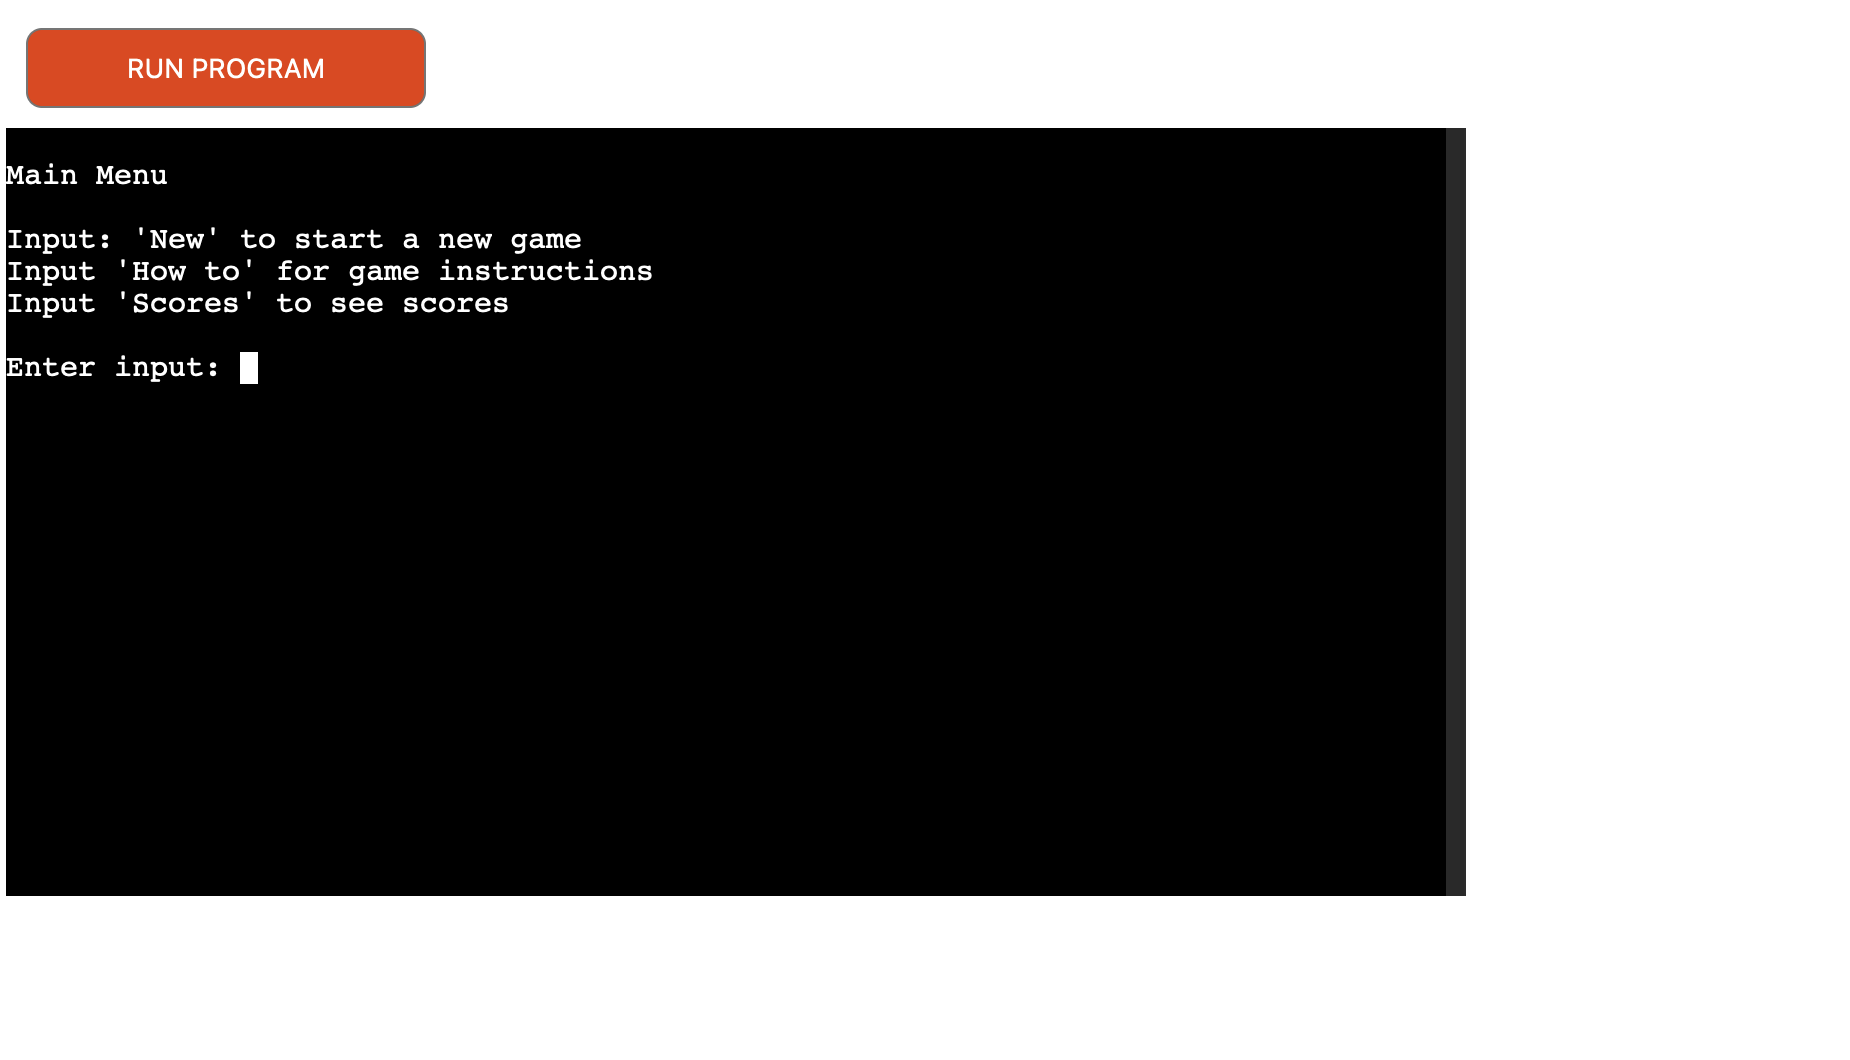 RUN PROGRAM
Main Menu
Input: 'New' to start a new game
Input 'How to' for game instructions
Input 'Scores' to see scores
Enter input: